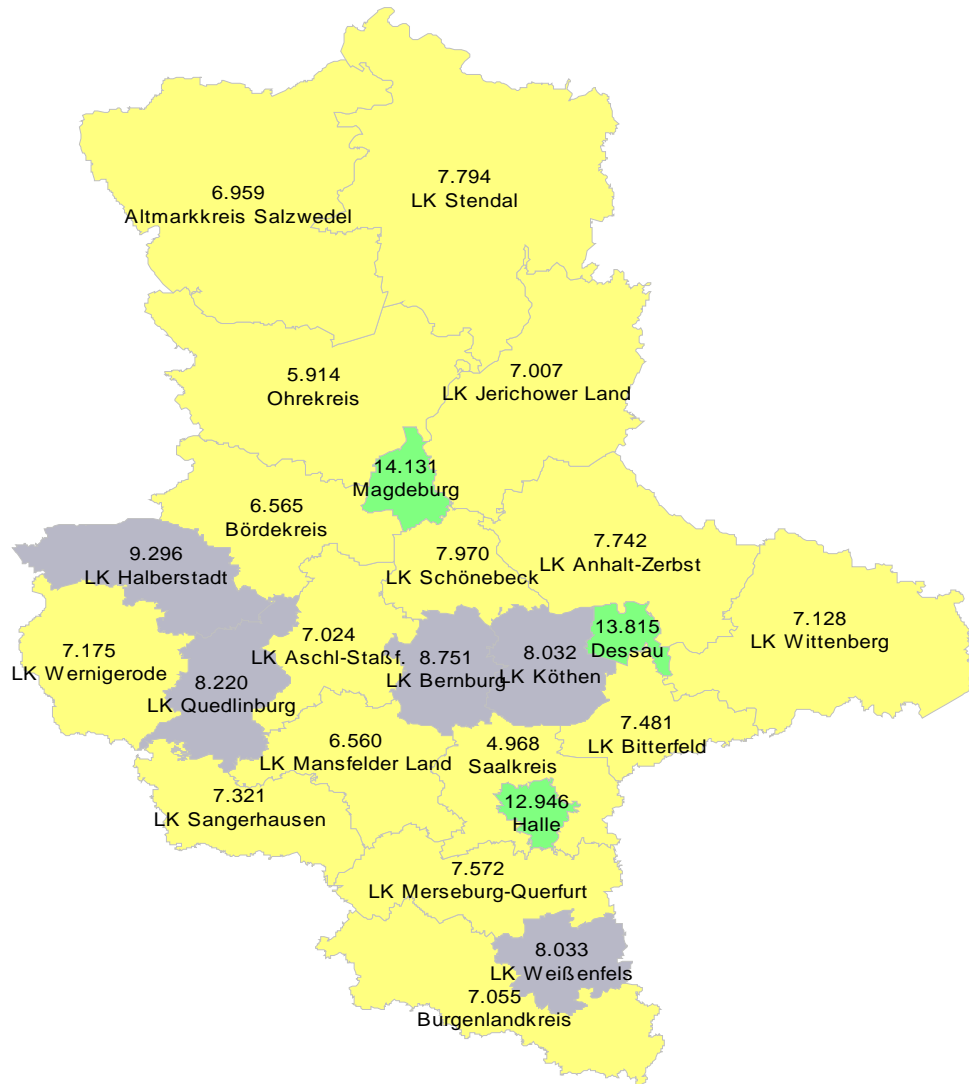 7.794
LK Stendal
6.959
Altmarkkreis Salzwedel
7.007
LK Jerichower Land
5.914
Ohrekreis
14.131
Magdeburg
6.565
Bördekreis
9.296
LK Halberstadt
7.970
LK Schönebeck
7.742
LK Anhalt-Zerbst
7.128
LK Wittenberg
7.175
LK Wernigerode
7.024
LK Aschl-Staßf.
8.220
LK Quedlinburg
8.751
LK Bernburg
8.032
LK Köthen
13.815
Dessau
7.481
LK Bitterfeld
6.560
LK Mansfelder Land
4.968
Saalkreis
7.321
LK Sangerhausen
12.946
Halle
7.572
LK Merseburg-Querfurt
8.033
LK Weißenfels
7.055
Burgenlandkreis